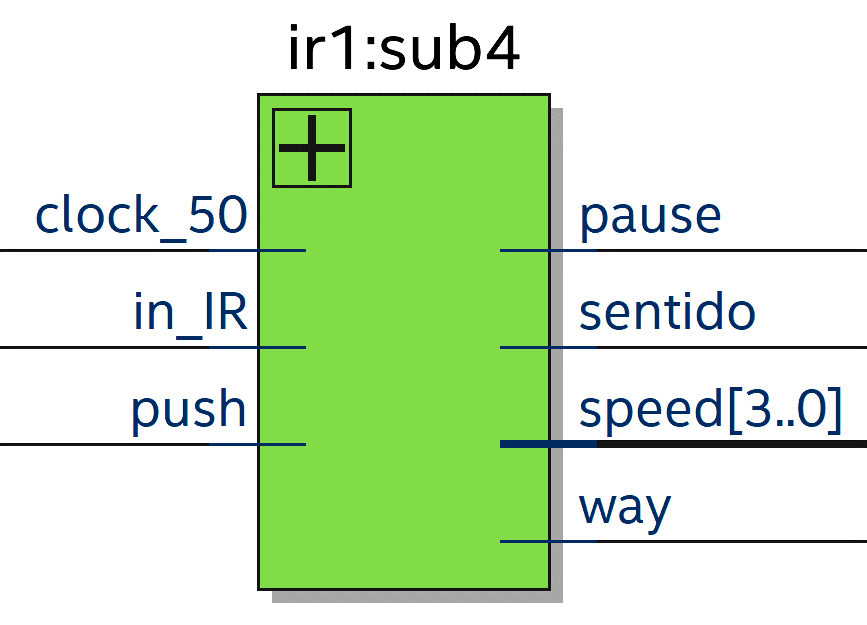 ir1:sub4
clock_50
pause
in_IR
sentido
push
speed[3..0]
way